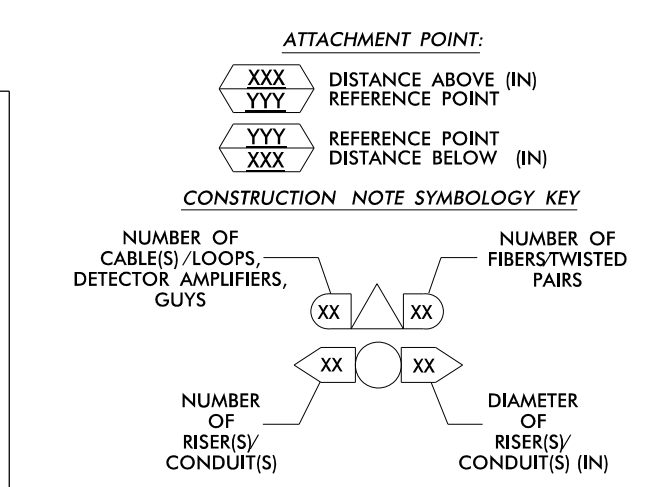 ATTACHMENT POINT:
XXX
YYY
DISTANCE ABOVE (IN)
REFERENCE POINT
YYY
XXX
REFERENCE POINT
DISTANCE BELOW (IN)
CONSTRUCTION NOTE SYMBOLOGY KEY
NUMBER OF
CABLE(S)/LOOPS,
DETECTOR AMPLIFIERS,
GUYS
NUMBER OF
FIBERS/TWISTED
PAIRS
XX
XX
XX
XX
NUMBER
OF
RISER(S)/
CONDUIT(S)
DIAMETER
OF
RISER(S)/
CONDUIT(S) (IN)